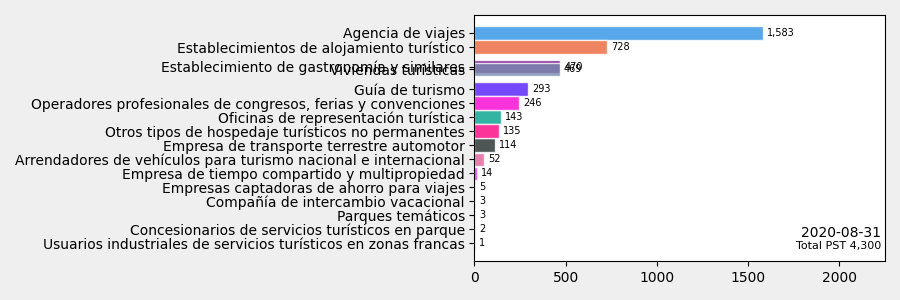 Agencia de viajes 1,583
Establecimientos de alojamiento turístico 728
Establecimiento de gastronomía y similares 470
Viviendas turísticas 469
Guía de turismo 293
Operadores profesionales de congresos, ferias y convenciones 246
Oficinas de representación turística 143
Otros tipos de hospedaje turísticos no permanentes 135
Empresa de transporte terrestre automotor 114
Arrendadores de vehículos para turismo nacional e internacional 52
Empresa de tiempo compartido y multipropiedad 14
Empresas captadoras de ahorro para viajes 5
Compañía de intercambio vacacional 3
Parques temáticos 3
Concesionarios de servicios turísticos en parque 2
Usuarios industriales de servicios turísticos en zonas francas 1
2020-08-31
Total PST 4,300
0 500 1000 1500 2000